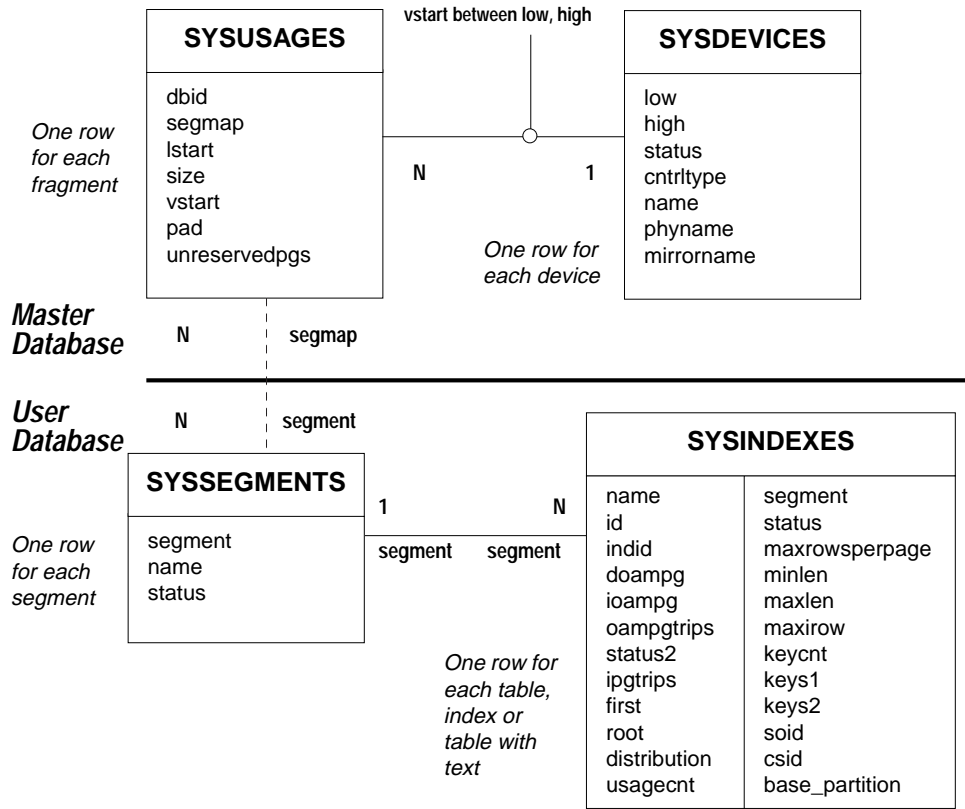 vstart between low, high
SYSUSAGES
dbid
segmap
lstart
size
vstart
pad
unreservedpgs
One row
for each
fragment
N
1
SYSDEVICES
low
high
status
cntrltype
name
phyname
mirrorname
One row for
each device
Master
Database
N
segmap
User
Database
N
segment
SYSSEGMENTS
segment
name
status
One row
for each
segment
1
N
segment
segment
SYSINDEXES
name
id
indid
doampg
ioampg
oampgtrips
status2
ipgtrips
first
root
distribution
usagecnt
segment
status
maxrowsperpage
minlen
maxlen
maxirow
keycnt
keys1
keys2
soid
csid
base_partition
One row for
each table,
index or
table with
text